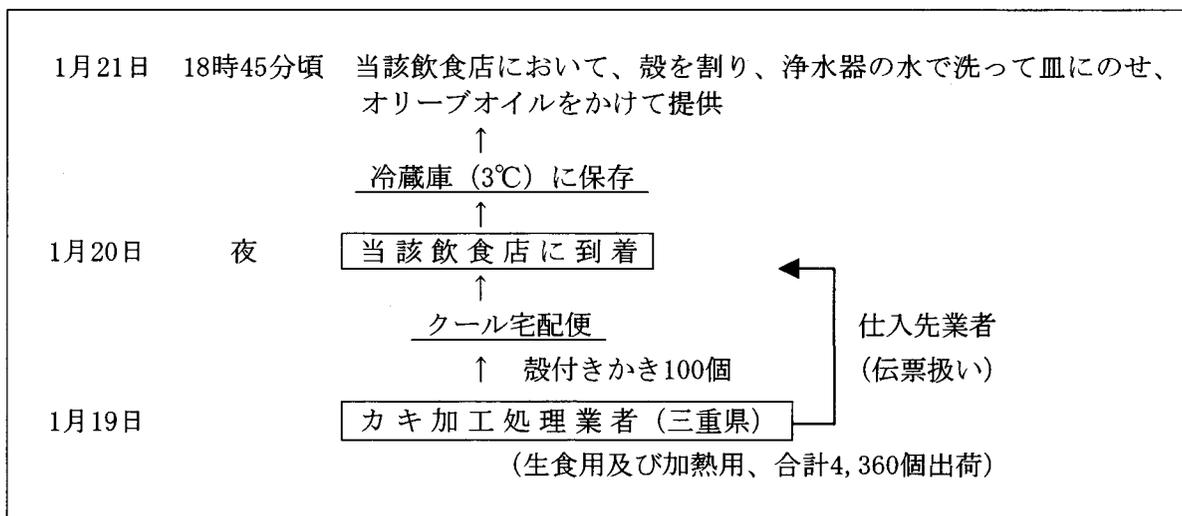 1月21日 18時45分頃 当該飲食店において、殻を割り、浄水器の水で洗って皿にのせ、
オリーブオイルをかけて提供
↑
冷蔵庫（3℃）に保存
↑
1月20日 夜 当該飲食店に到着
↑
クール宅配便 仕入先業者
↑ 殻付きかき100個 （伝票扱い）
1月19日 カキ加工処理業者（三重県）
（生食用及び加熱用、合計4,360個出荷）